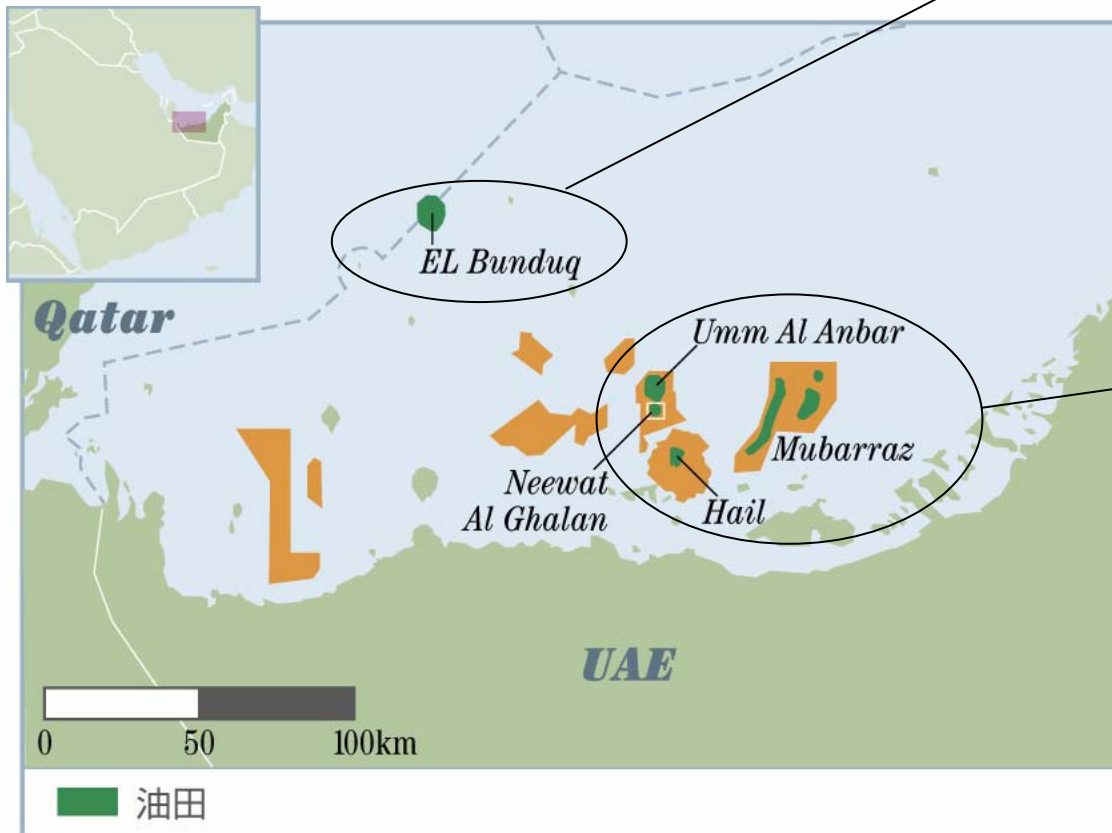 EL Bunduq
Qatar
Umm Al Anbar
Mubarraz
Neewat
Al Ghalan
Hail
UAE
0 50 100km
油田